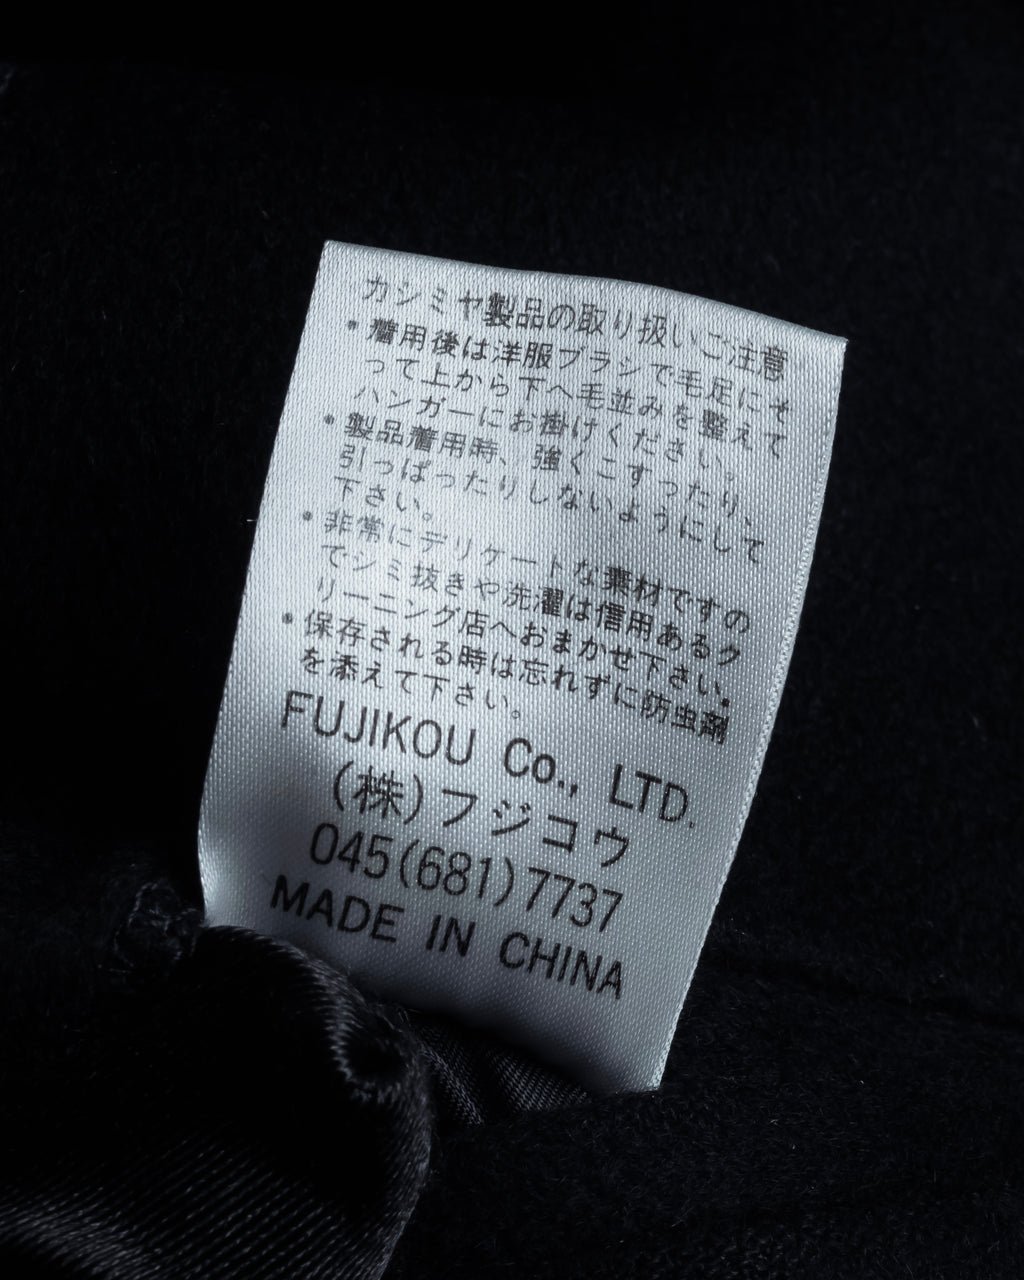 カシミヤ製品の取り扱いご注意
•着用後は洋服ブラシで毛足にそ
って上から下へ毛並みを整えて
ハンガーにお掛けください。
•製品着用時、強くこすったり、
引っぱったりしないようにして
下さい。
•非常にデリケートな素材ですの
でシミ抜きや洗濯は信用あるク
リーニング店へおまかせ下さい。
•保存される時は忘れずに防虫剤
を添えて下さい。
FUJIKOU Co., LTD.
(株)フジコウ
045(681)7737
MADE IN CHINA